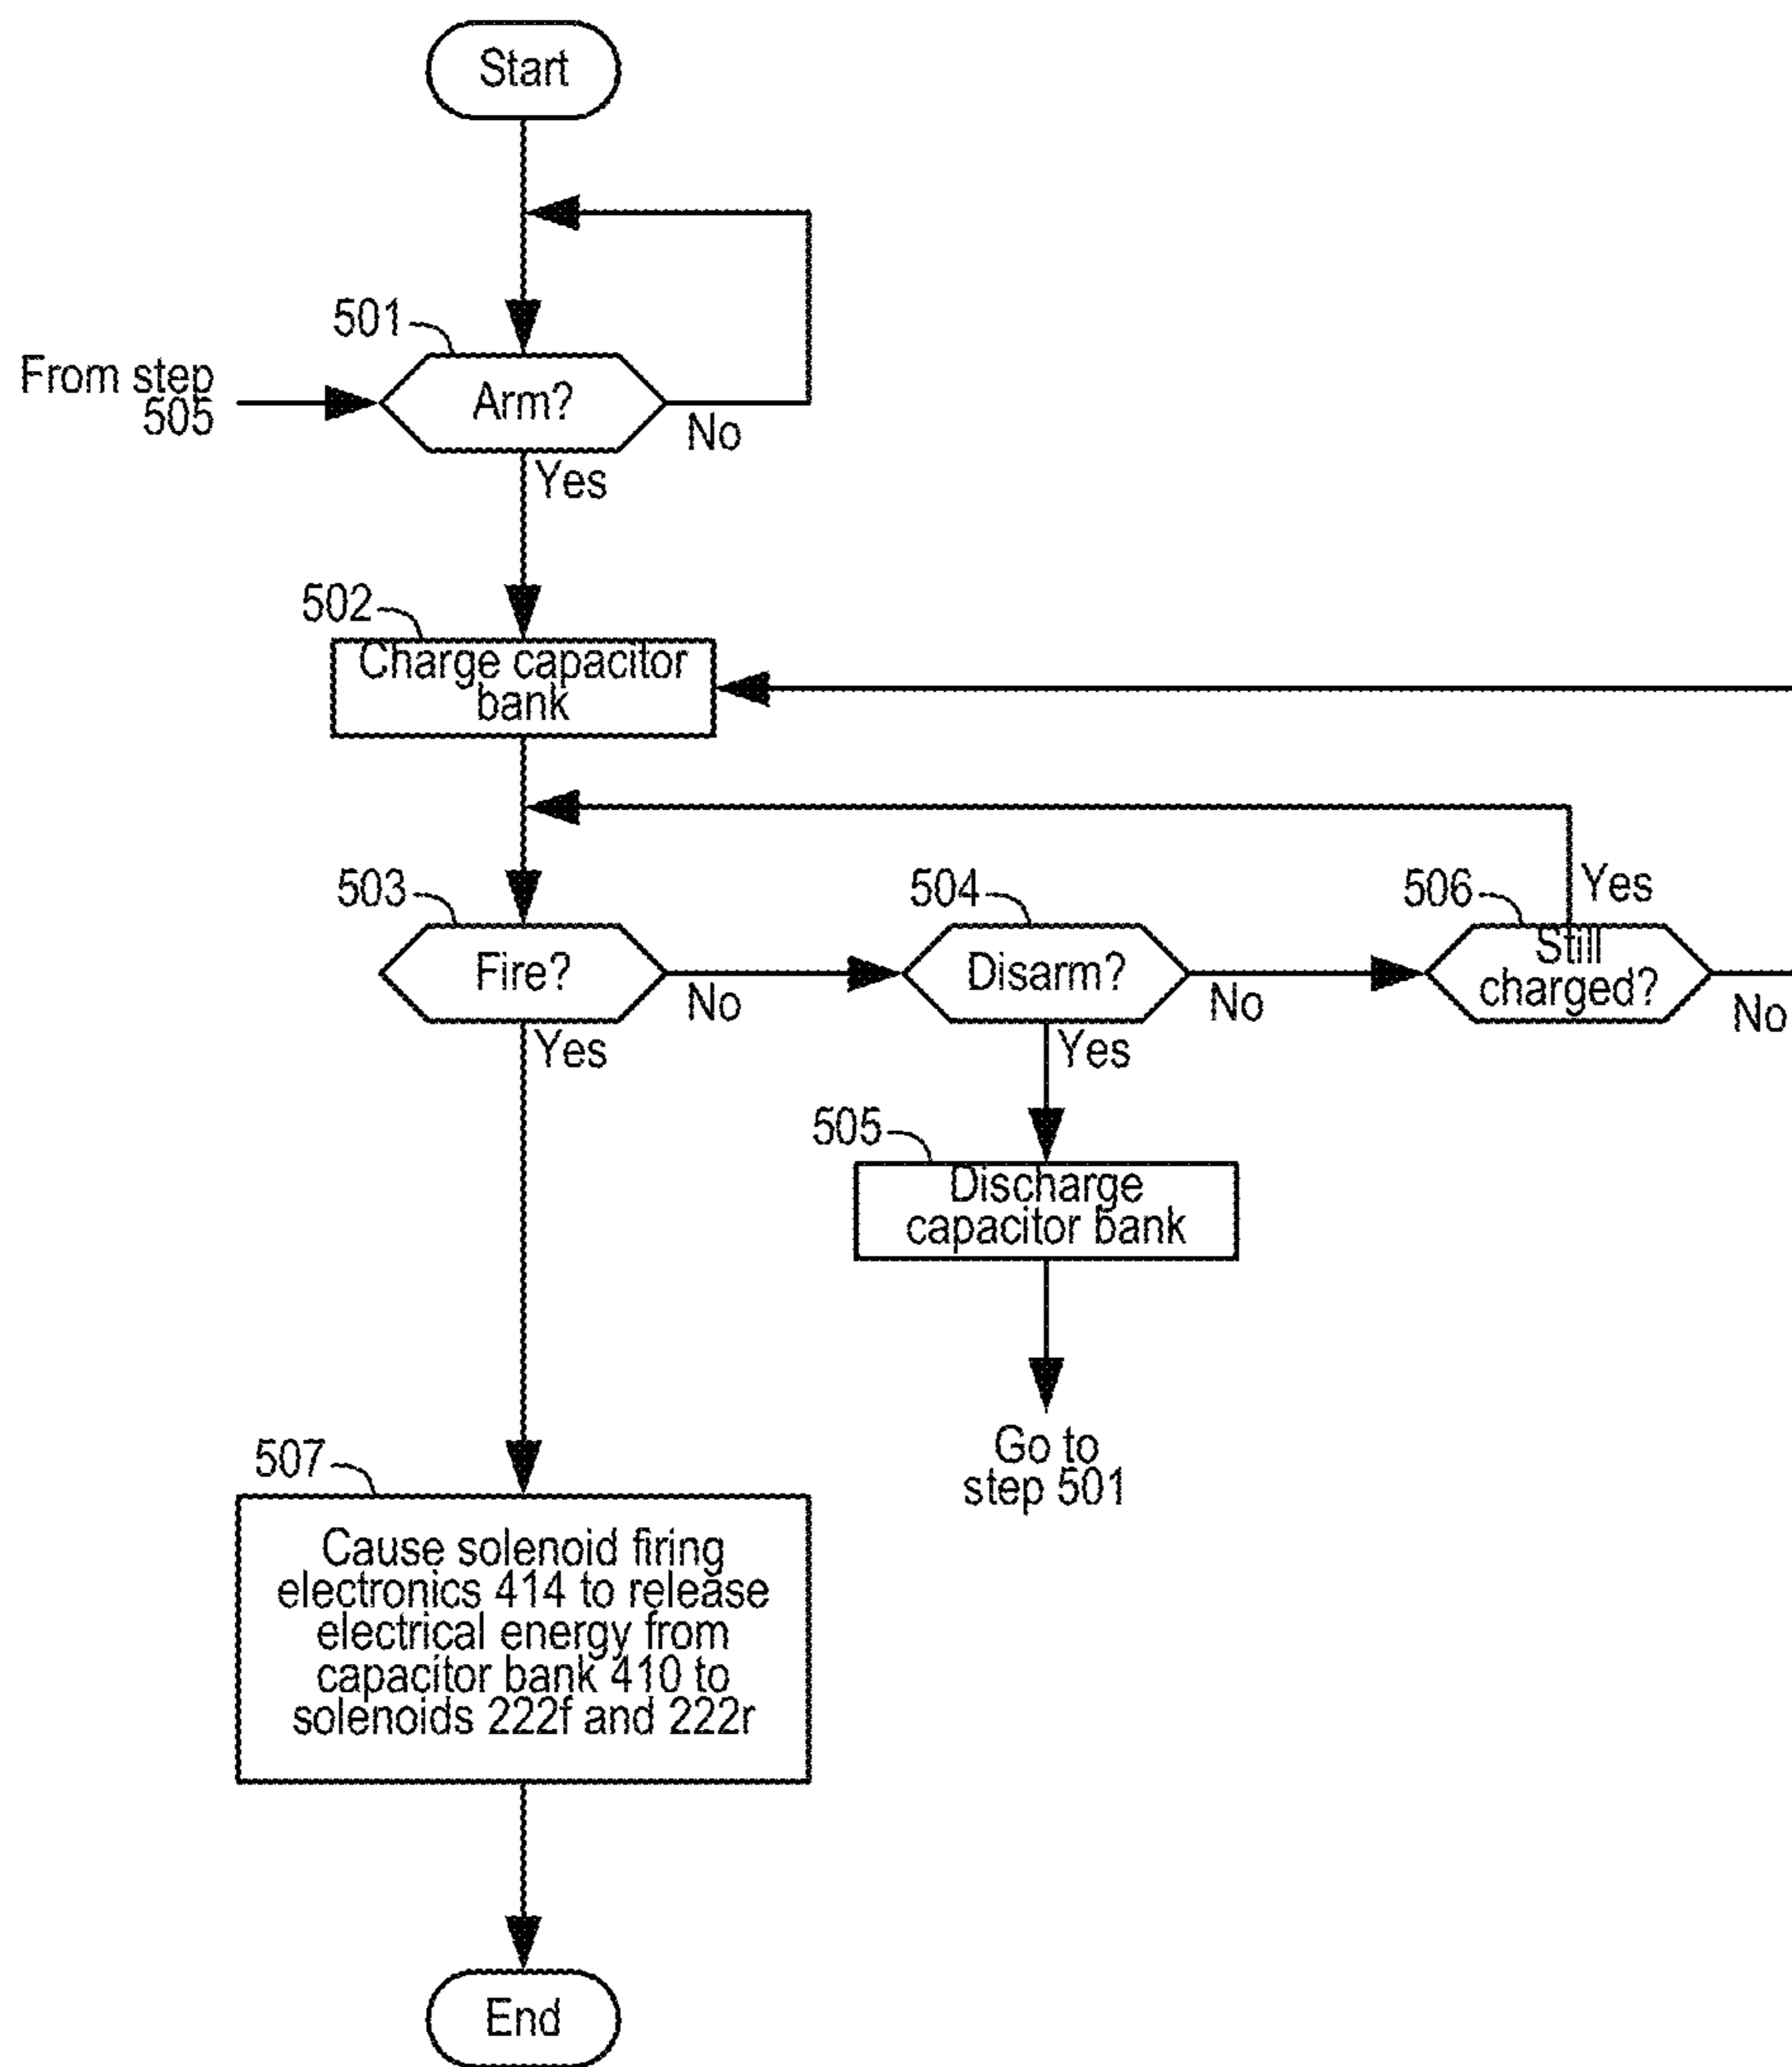 Start
501
From step
505
Arm?
No
Yes
502
Charge capacitor
bank
503
Fire?
No
Yes
504
Disarm?
No
Yes
506
Yes
Still
charged?
No
505
Discharge
capacitor bank
Go to
step 501
507
Cause solenoid firing
electronics 414 to release
electrical energy from
capacitor bank 410 to
solenoids 222f and 222r
End